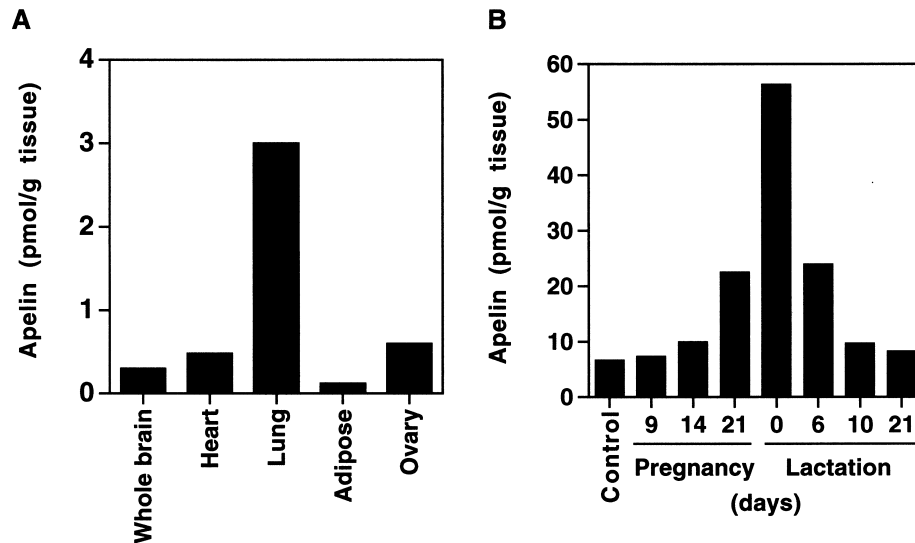 A
Apelin (pmol/g tissue)
4
3
2
1
0
Whole brain
Heart
Lung
Adipose
Ovary
B
Apelin (pmol/g tissue)
60
50
40
30
20
10
0
Control
9 14 21 0 6 10 21
Pregnancy Lactation
(days)